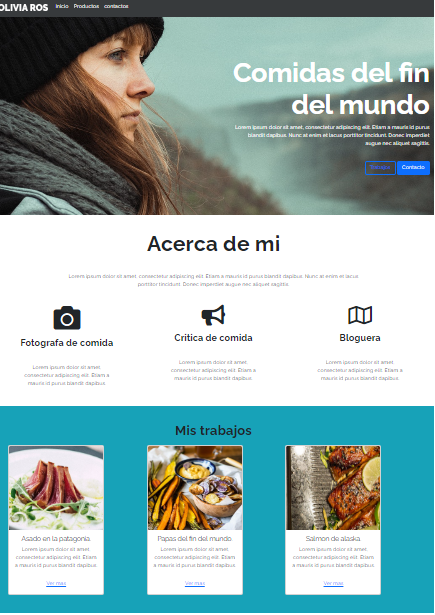 OLIVIA ROS
Inicio Productos contactos
Comidas del fin
del mundo
Lorem ipsum dolor sit amet, consectetur adipiscing elit. Etiam a mauris id purus
blandit dapibus. Nunc at enim et lacus porttitor tincidunt. Donec imperdiet
augue nec aliquet sagittis.
Contacto
Acerca de mi
Lorem ipsum dolor sit amet, consectetur adipiscing elit. Etiam a mauris id purus blandit dapibus. Nunc at enim et lacus
porttitor tincidunt. Donec imperdiet augue nec aliquet sagittis.
Fotografa de comida
Critica de comida
Bloguera
Lorem ipsum dolor sit amet,
consectetur adipiscing elit. Etiam a
mauris id purus blandit dapibus.
Lorem ipsum dolor sit amet,
consectetur adipiscing elit. Etiam a
mauris id purus blandit dapibus.
Lorem ipsum dolor sit amet,
consectetur adipiscing elit. Etiam a
mauris id purus blandit dapibus.
Mis trabajos
Asado en la patagonia
Lorem ipsum dolor sit amet,
consectetur adipiscing elit. Etiam
a mauris id purus blandit dapibus.
Ver mas
Papas del fin del mundo
Lorem ipsum dolor sit amet,
consectetur adipiscing elit. Etiam
a mauris id purus blandit dapibus.
Ver mas
Salmon de alaska
Lorem ipsum dolor sit amet,
consectetur adipiscing elit. Etiam
a mauris id purus blandit dapibus.
Ver mas